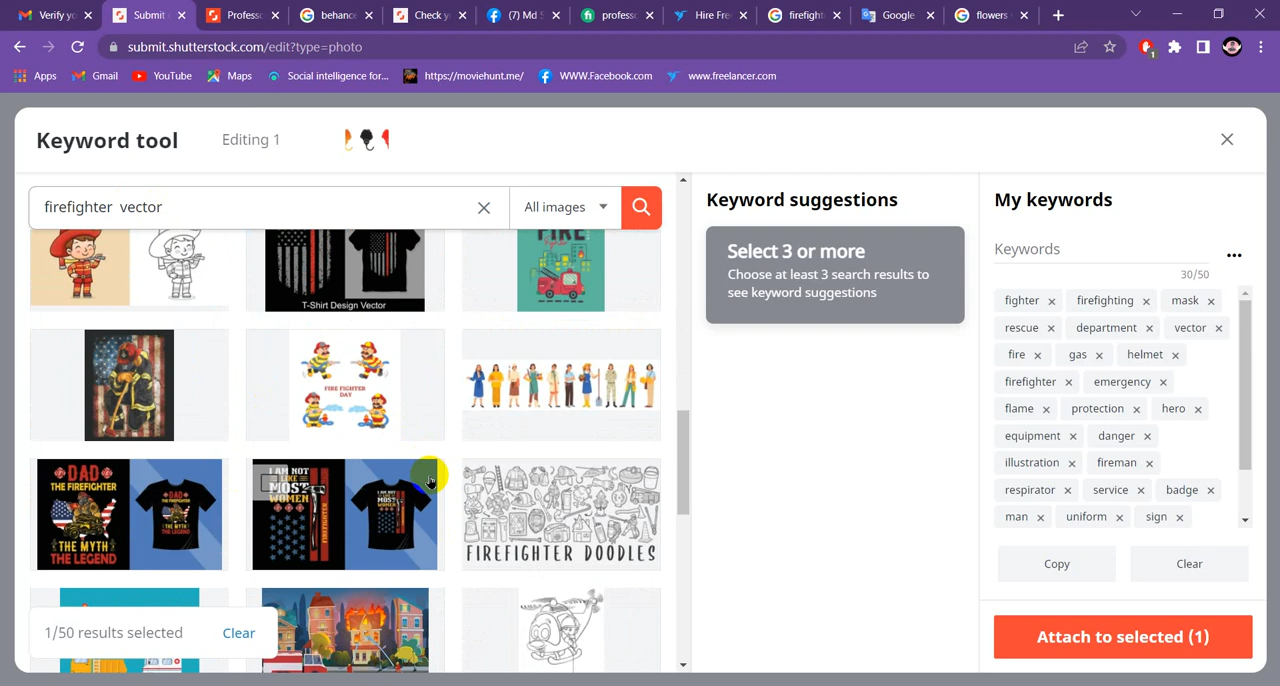 Verify yo
Submit
Profess
behance
Check y
(7) Md S
profess
Hire Fre
firefight
Google
flowers
submit.shutterstock.com/edit?type=photo
1
Apps
Gmail
YouTube
Maps
Social intelligence for...
https://moviehunt.me/
WWW.Facebook.com
www.freelancer.com
Keyword tool
Editing 1
firefighter vector
All images
FIRE
T-Shirt Design Vector
FIRE FIGHTER
DAY
DAD
THE FIREFIGHTER
THE MYTH
THE LEGEND
I AM NOT
LIKE
MOST
WOMEN
FIREFIGHTER
FIREFIGHTER DOODLES
1/50 results selected
Clear
Keyword suggestions
Select 3 or more
Choose at least 3 search results to
see keyword suggestions
My keywords
Keywords
30/50
fighter
firefighting
mask
rescue
department
vector
fire
gas
helmet
firefighter
emergency
flame
protection
hero
equipment
danger
illustration
fireman
respirator
service
badge
man
uniform
sign
Copy
Clear
Attach to selected (1)